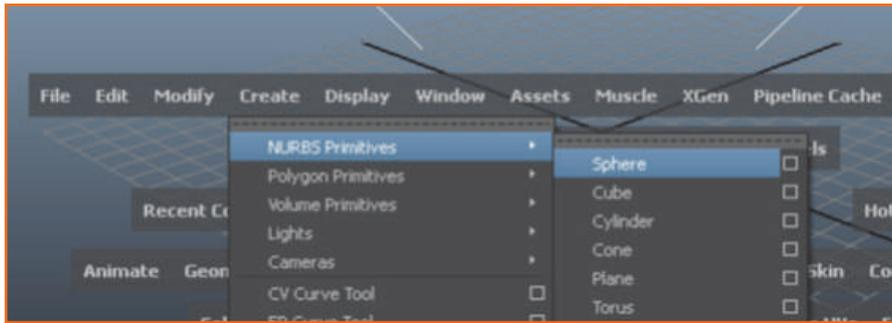 File Edit Modify Create Display Window Assets Muscle XGen Pipeline Cache
NURBS Primitives
Polygon Primitives
Volume Primitives
Lights
Cameras
CV Curve Tool
Sphere
Cube
Cylinder
Cone
Plane
Torus
Recent
Animate
Skin